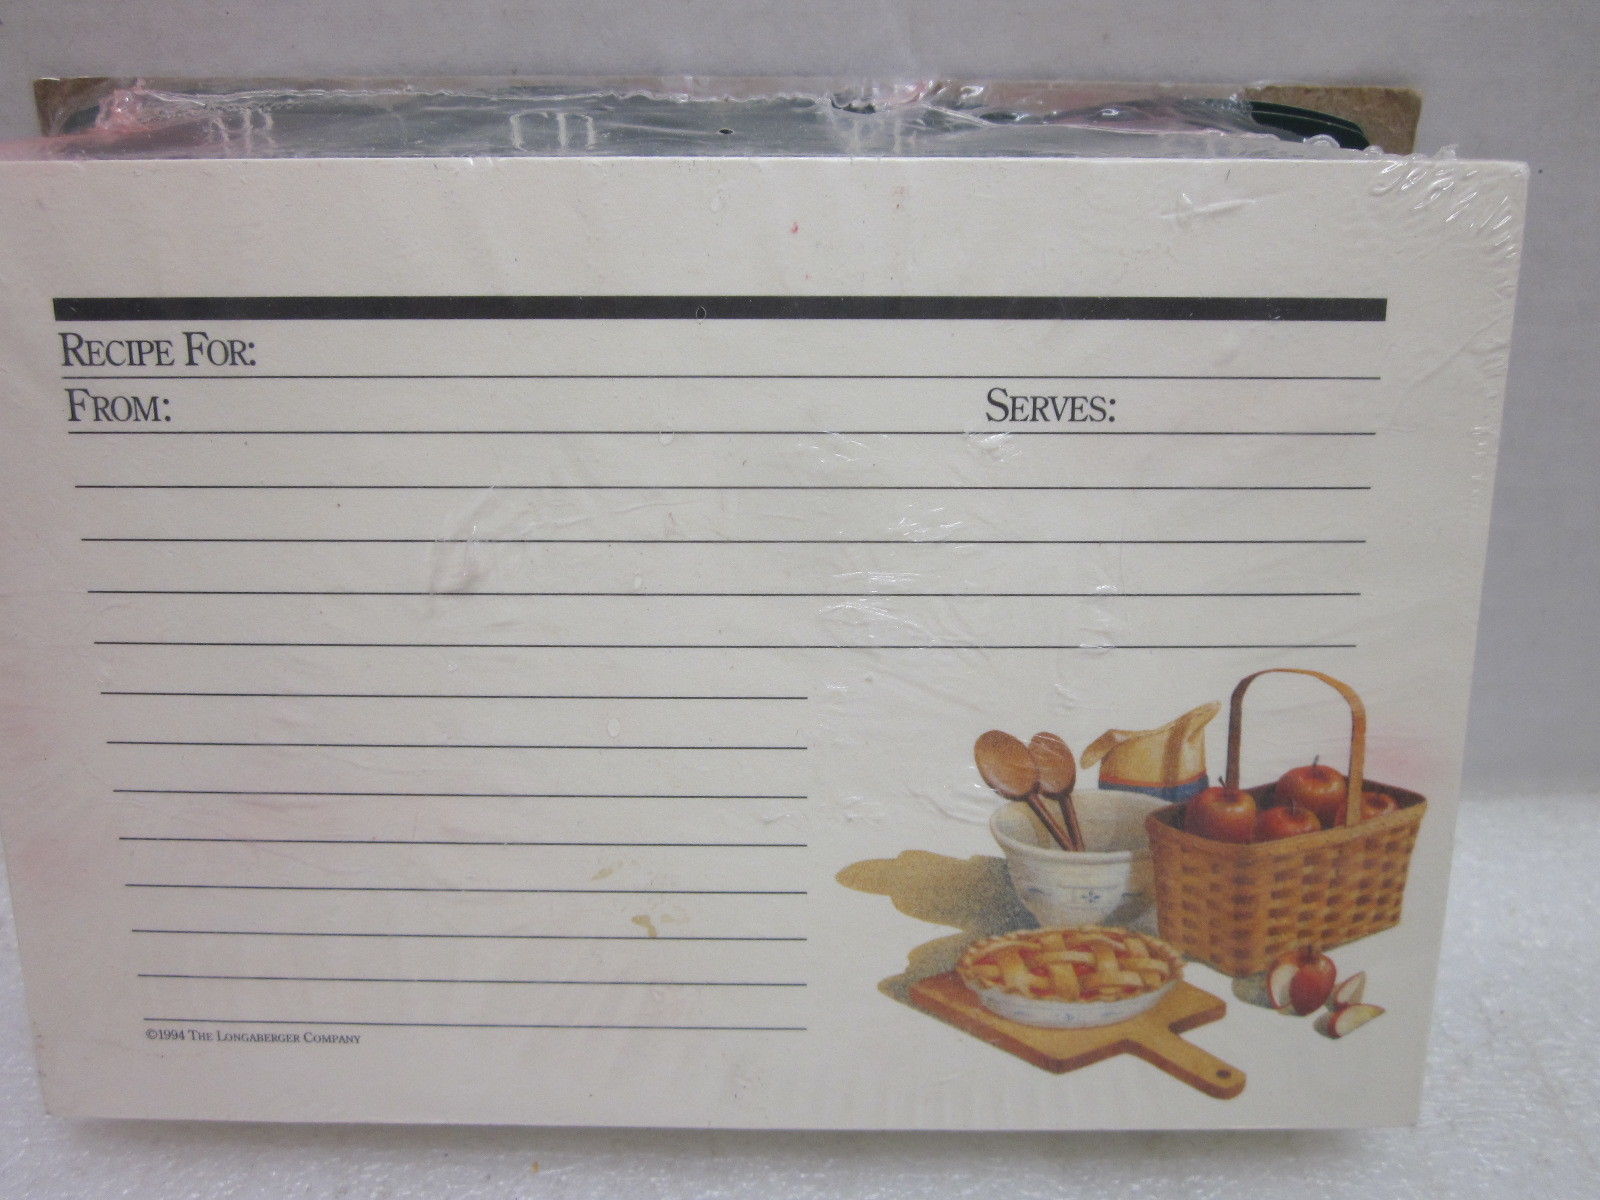 RECIPE FOR:
FROM: SERVES:
©1994 THE LONGABERGER COMPANY